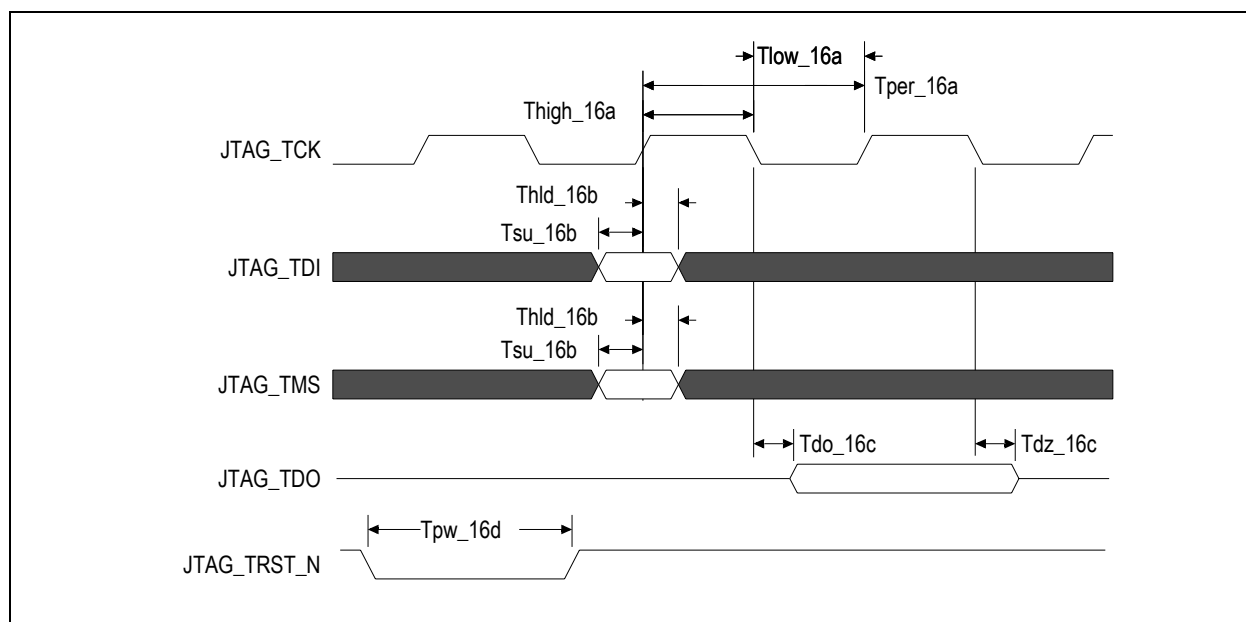 Tlow_16a
Tper_16a
Thigh_16a
JTAG_TCK
Thld_16b
Tsu_16b
JTAG_TDI
Thld_16b
Tsu_16b
JTAG_TMS
Tdo_16c
Tdz_16c
JTAG_TDO
Tpw_16d
JTAG_TRST_N